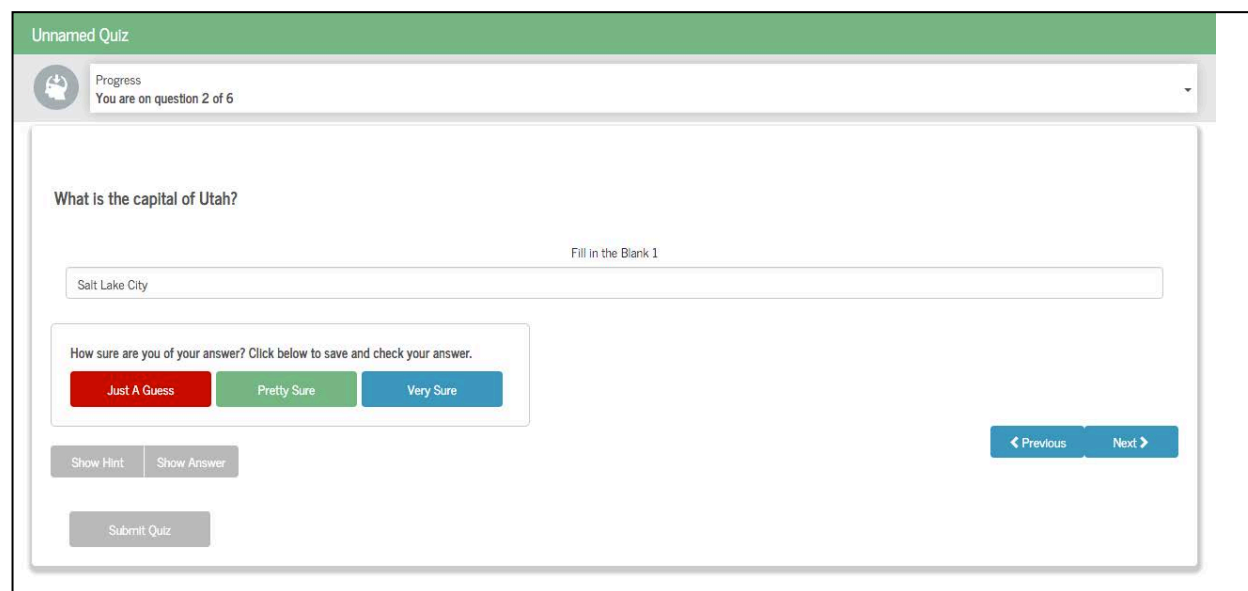 Unnamed Quiz
Progress
You are on question 2 of 6
What is the capital of Utah?
Fill in the Blank 1
Salt Lake City
How sure are you of your answer? Click below to save and check your answer.
Just A Guess Pretty Sure Very Sure
Previous Next
Show Hint Show Answer
Submit Quiz